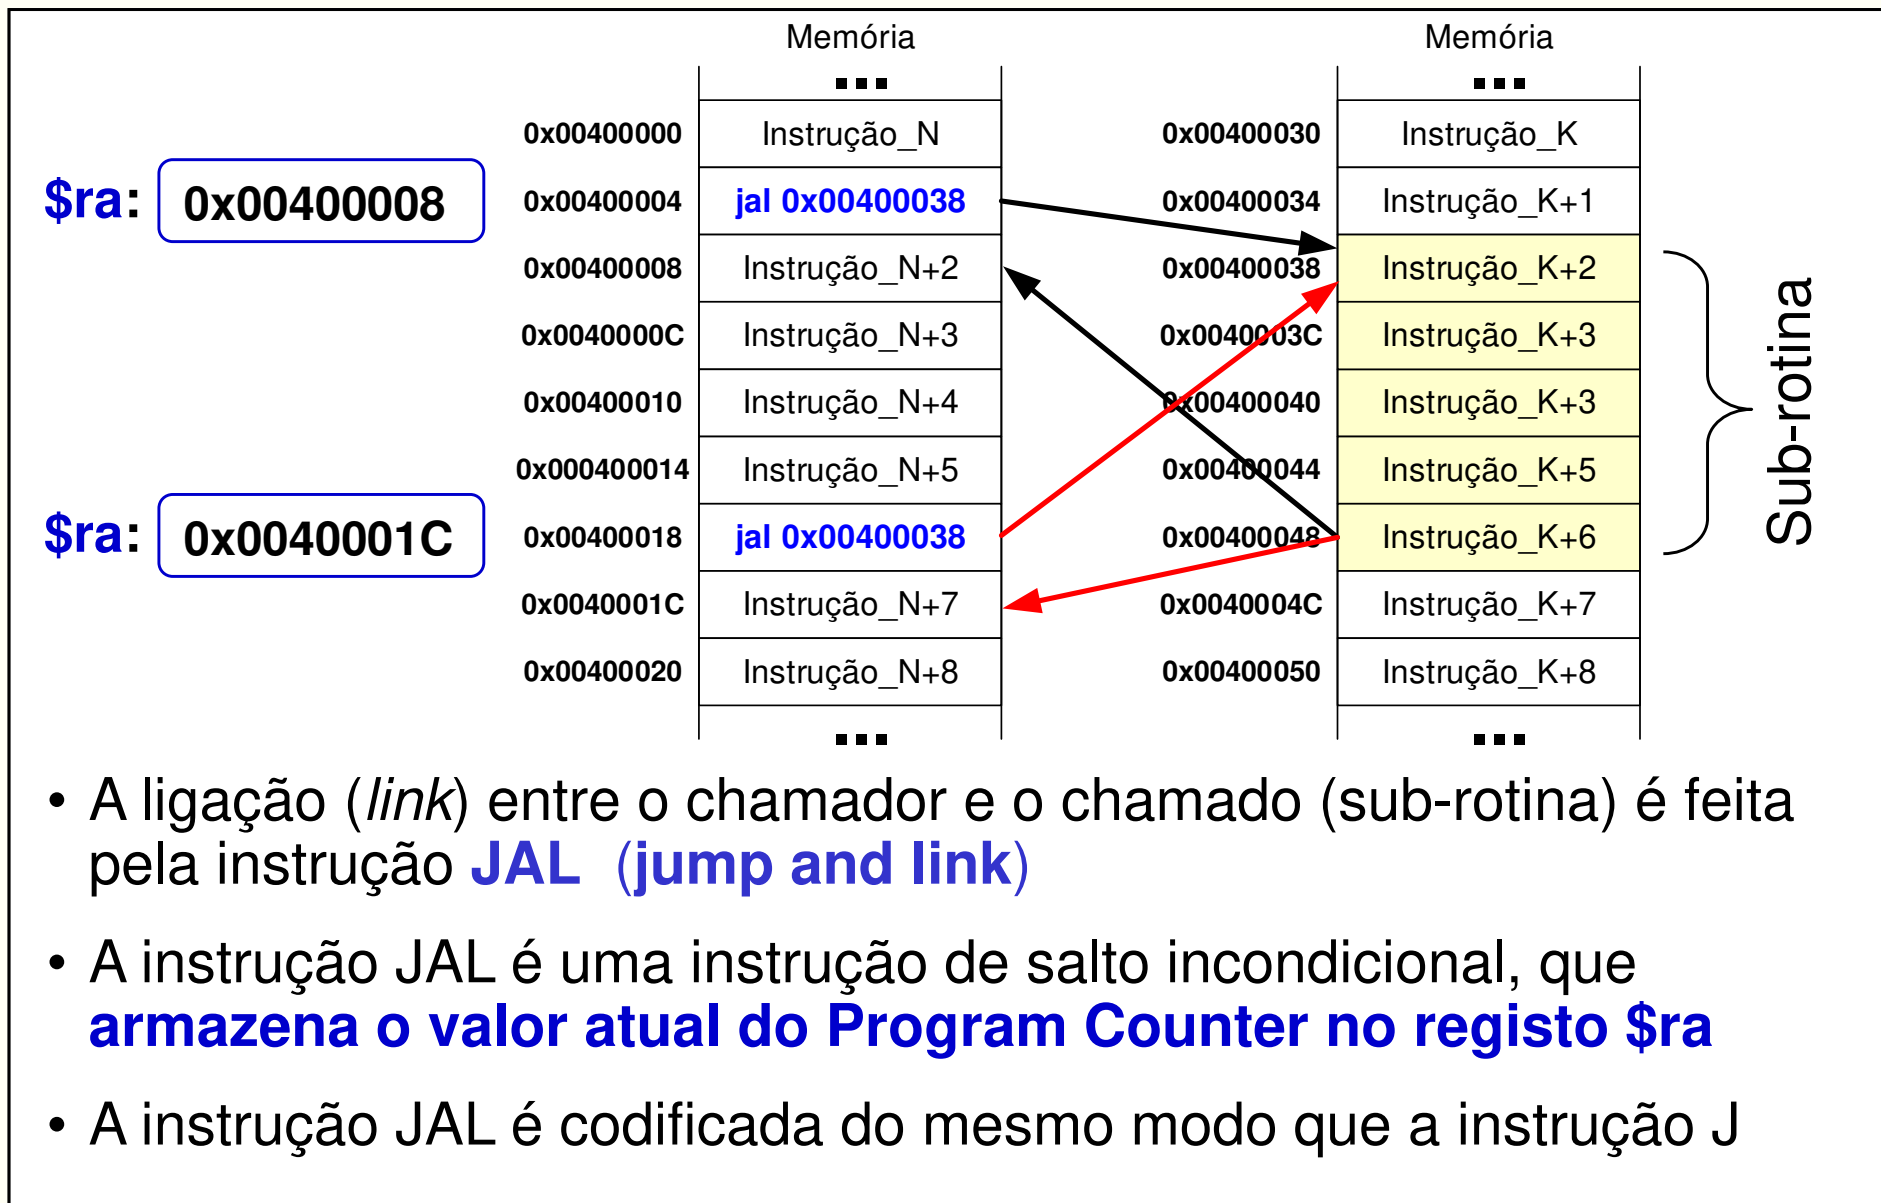 Memória Memória
0x00400000 Instrução_N 0x00400030 Instrução_K
$ra: 0x00400008 0x00400004 jal 0x00400038 0x00400034 Instrução_K+1
0x00400008 Instrução_N+2 0x00400038 Instrução_K+2
0x0040000C Instrução_N+3 0x0040003C Instrução_K+3
0x00400010 Instrução_N+4 0x00400040 Instrução_K+3
0x000400014 Instrução_N+5 0x00400044 Instrução_K+5
$ra: 0x0040001C 0x00400018 jal 0x00400038 0x00400048 Instrução_K+6
0x0040001C Instrução_N+7 0x0040004C Instrução_K+7
0x00400020 Instrução_N+8 0x00400050 Instrução_K+8
Sub-rotina
• A ligação (link) entre o chamador e o chamado (sub-rotina) é feita
pela instrução JAL (jump and link)
• A instrução JAL é uma instrução de salto incondicional, que
armazena o valor atual do Program Counter no registo $ra
• A instrução JAL é codificada do mesmo modo que a instrução J